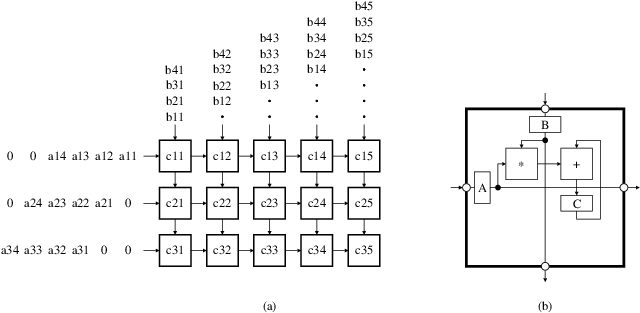 b45
b44 b35
b43 b34 b25
b42 b33 b24 b15
b41 b32 b23 b14 •
b31 b22 b13 • •
b21 b12 • • •
b11 • • • •
0 0 a14 a13 a12 a11 c11 c12 c13 c14 c15
0 a24 a23 a22 a21 0 c21 c22 c23 c24 c25
a34 a33 a32 a31 0 0 c31 c32 c33 c34 c35
(a)
B
* +
A
C
(b)